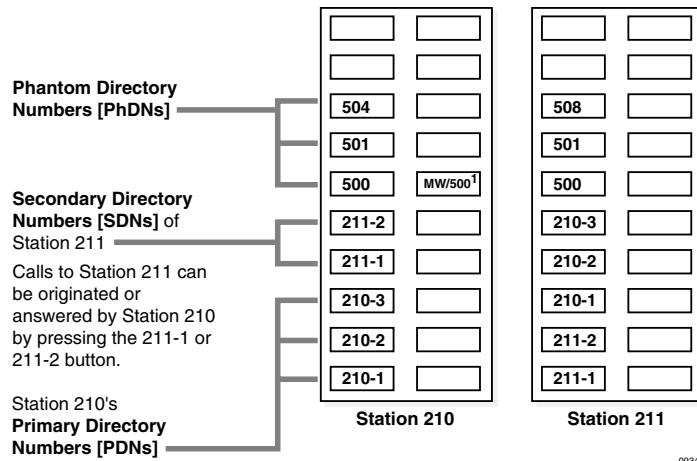 Phantom Directory
Numbers [PhDNs]
Secondary Directory
Numbers [SDNs] of
Station 211
Calls to Station 211 can
be originated or
answered by Station 210
by pressing the 211-1 or
211-2 button.
Station 210's
Primary Directory
Numbers [PDNs]
504
501
500 MW/500¹
211-2
211-1
210-3
210-2
210-1
Station 210
508
501
500
210-3
210-2
210-1
211-2
211-1
Station 211